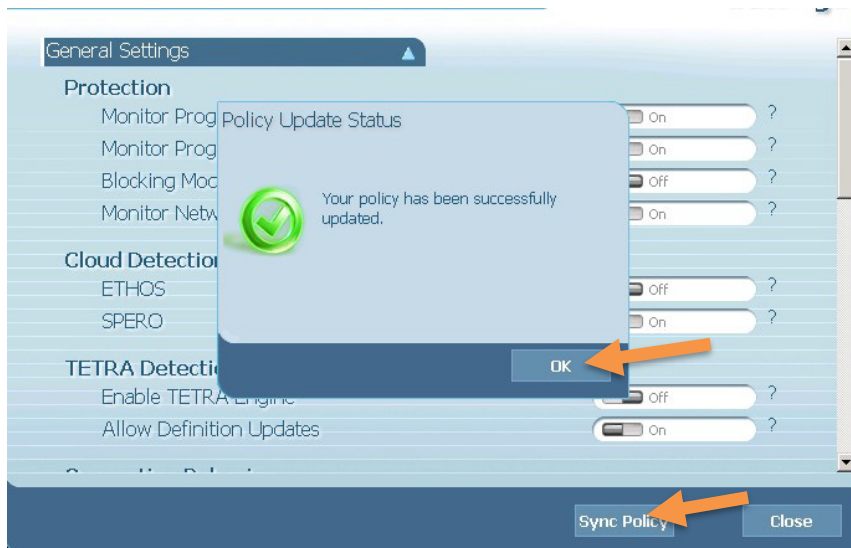 General Settings
Protection
Monitor Prog On ?
Monitor Prog On ?
Blocking Mod Off ?
Monitor Netw On ?
Policy Update Status
Your policy has been successfully
updated.
OK
Cloud Detection
ETHOS Off ?
SPERO On ?
TETRA Detecti
Enable TETRA Engine Off ?
Allow Definition Updates On ?
Sync Policy Close